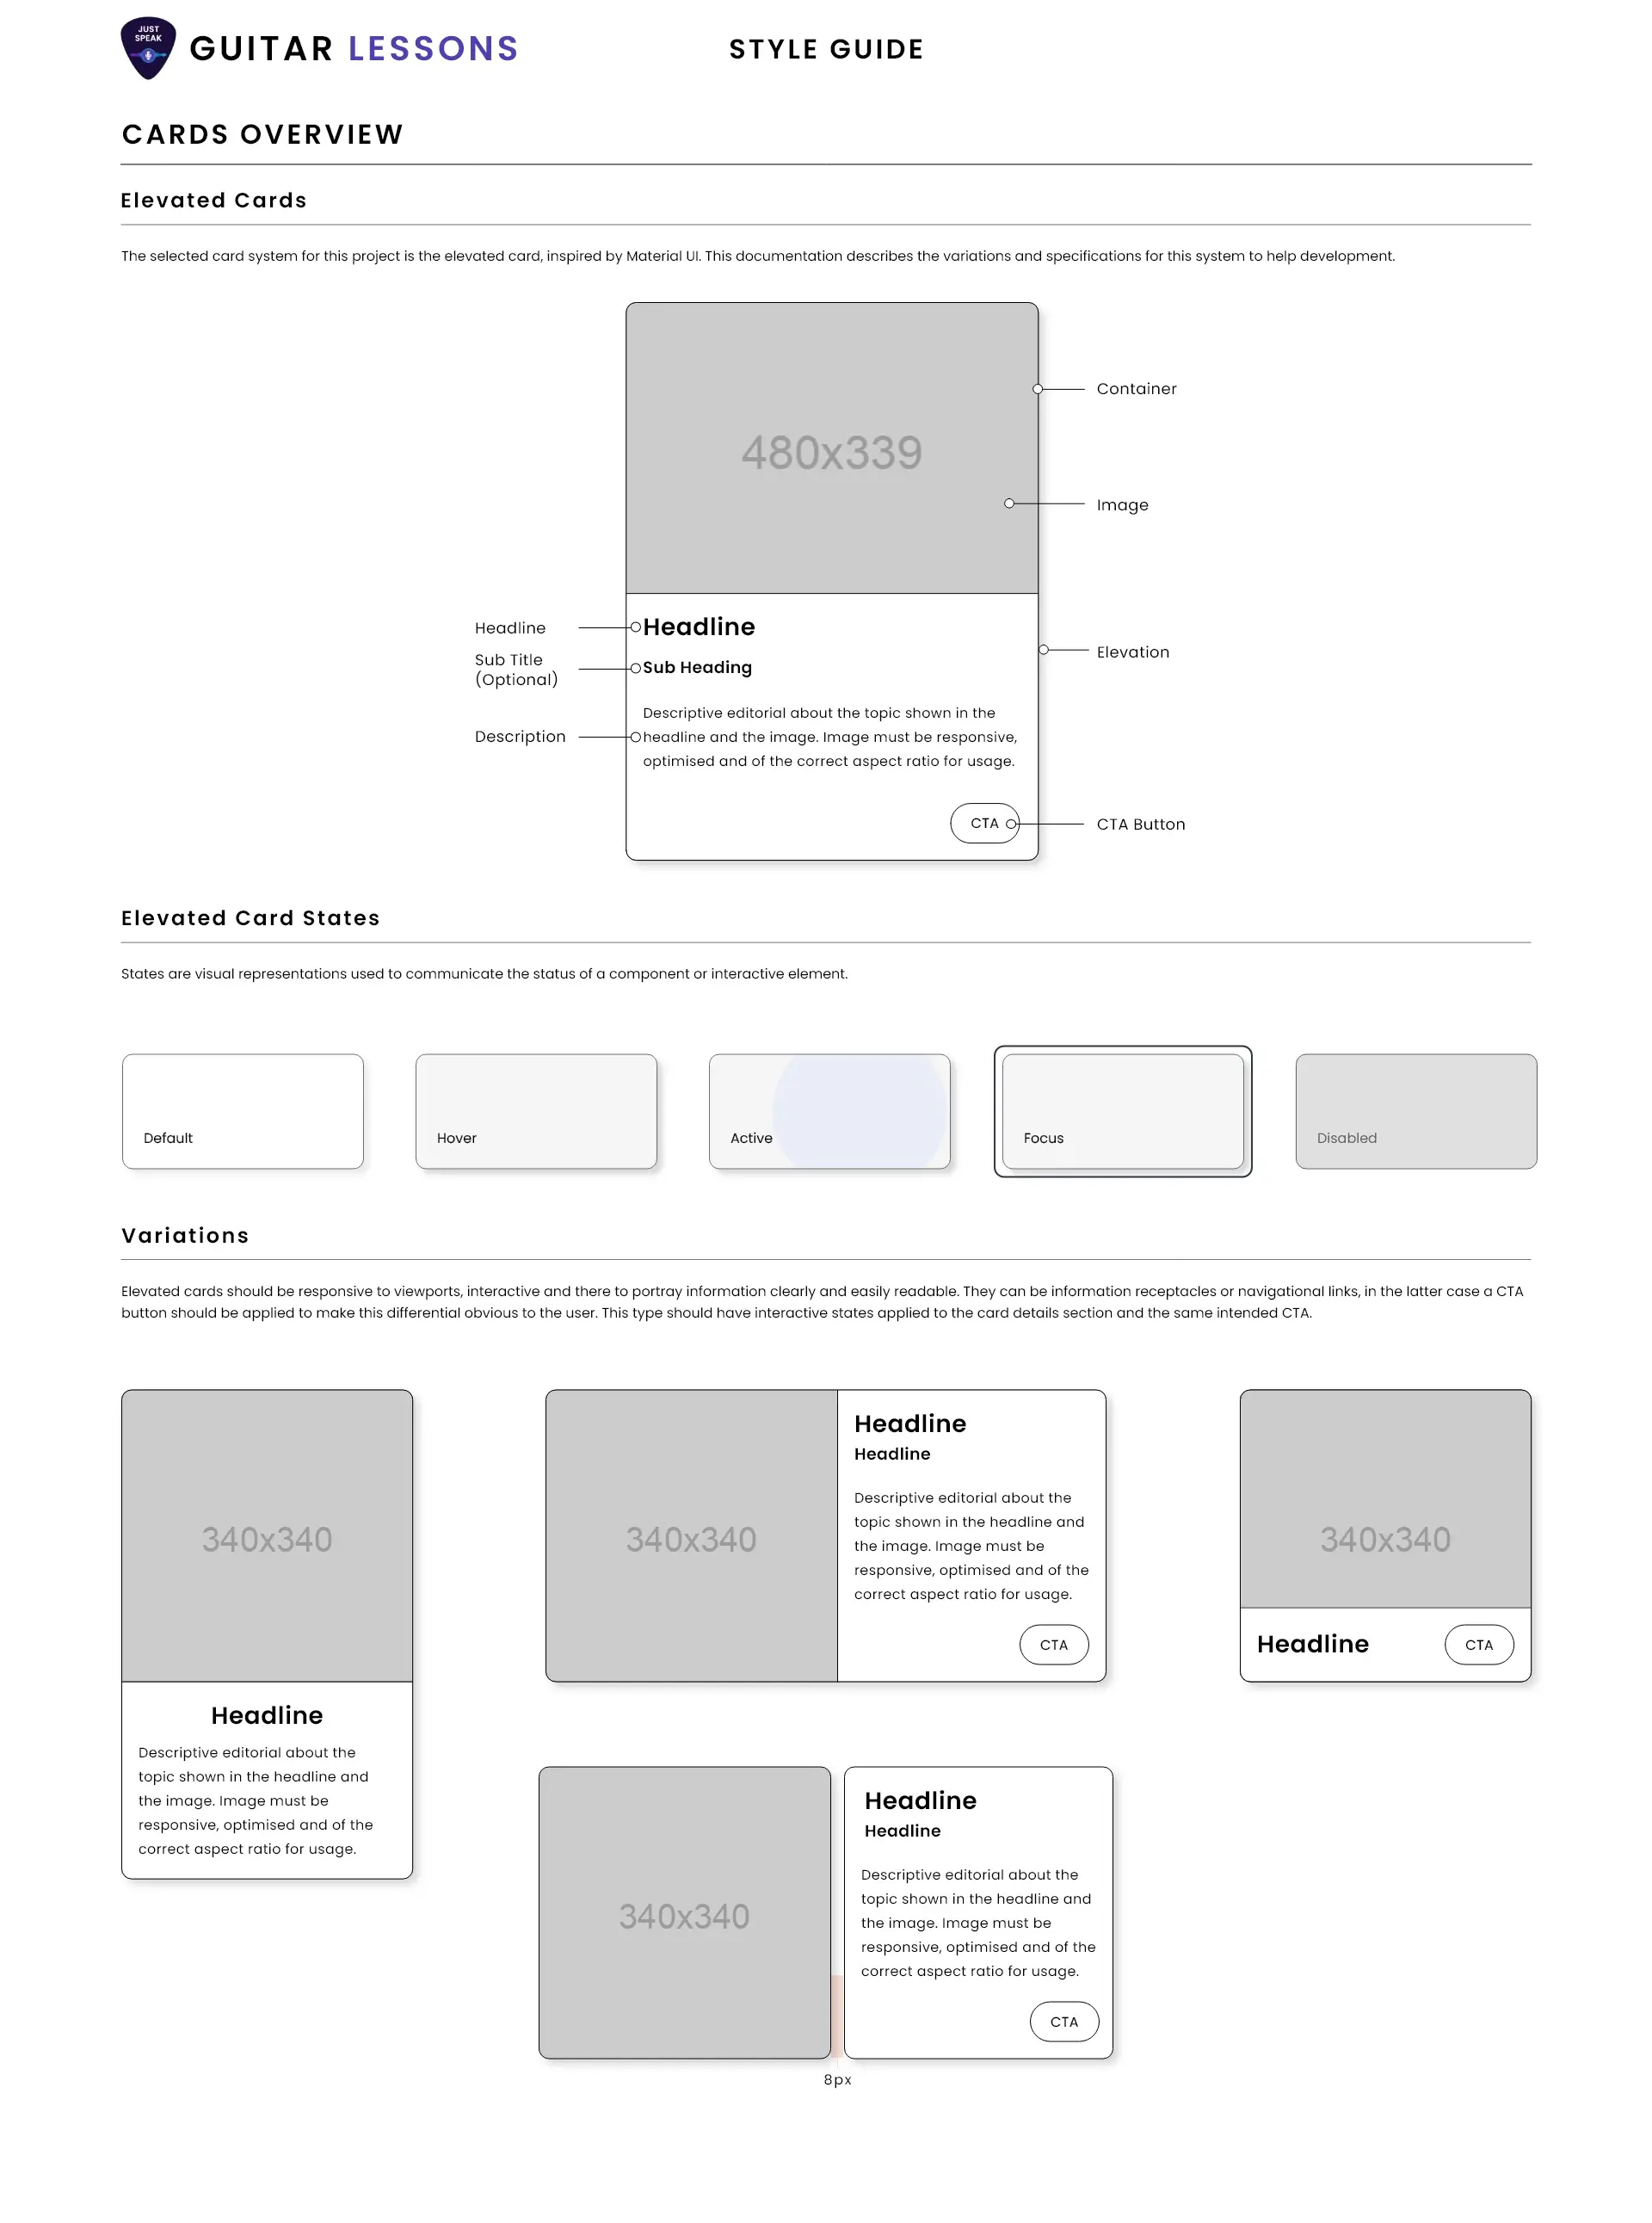 JUST
SPEAK
GUITAR LESSONS
STYLE GUIDE
CARDS OVERVIEW
Elevated Cards
The selected card system for this project is the elevated card, inspired by Material UI. This documentation describes the variations and specifications for this system to help development.
480x339
Container
Image
Headline
Headline
Sub Title
(Optional)
Sub Heading
Elevation
Description
Descriptive editorial about the topic shown in the
headline and the image. Image must be responsive,
optimised and of the correct aspect ratio for usage.
CTA
CTA Button
Elevated Card States
States are visual representations used to communicate the status of a component or interactive element.
Default
Hover
Active
Focus
Disabled
Variations
Elevated cards should be responsive to viewports, interactive and there to portray information clearly and easily readable. They can be information receptacles or navigational links, in the latter case a CTA
button should be applied to make this differential obvious to the user. This type should have interactive states applied to the card details section and the same intended CTA.
340x340
Headline
Descriptive editorial about the
topic shown in the headline and
the image. Image must be
responsive, optimised and of the
correct aspect ratio for usage.
340x340
Headline
Headline
Descriptive editorial about the
topic shown in the headline and
the image. Image must be
responsive, optimised and of the
correct aspect ratio for usage.
CTA
340x340
Headline
CTA
340x340
Headline
Headline
Descriptive editorial about the
topic shown in the headline and
the image. Image must be
responsive, optimised and of the
correct aspect ratio for usage.
CTA
8px